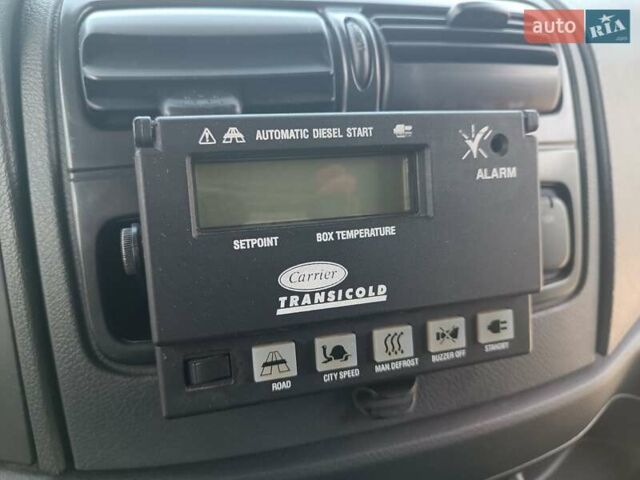 auto RIA.com
AUTOMATIC DIESEL START
ALARM
SETPOINT BOX TEMPERATURE
Carrier
TRANSICOLD
ROAD CITY SPEED MAN DEFROST BUZZER OFF STANDBY